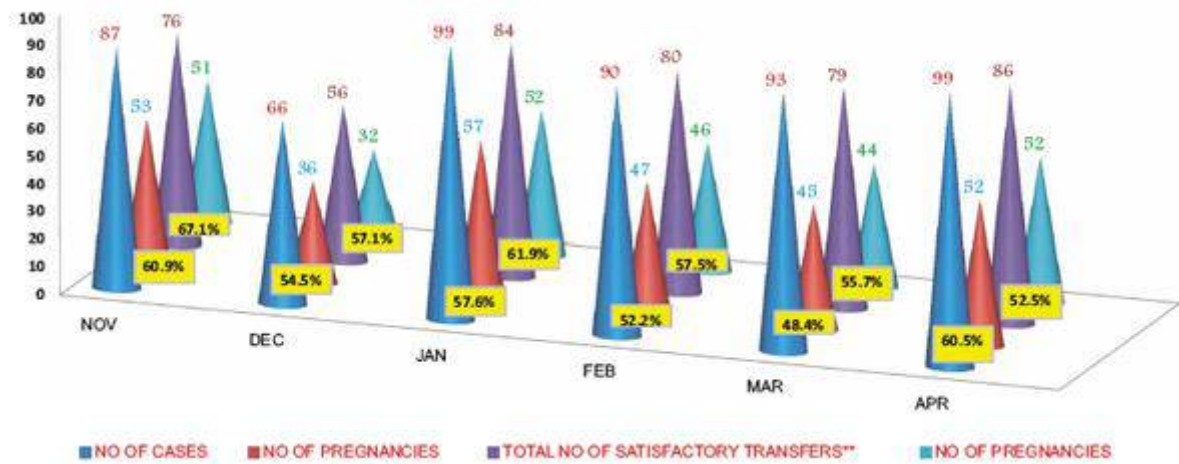 100
90
80
70
60
50
40
30
20
10
0
87 76 99 84 90 80 93 79 99 86
53 51 66 56 57 52 47 46 45 44 52 52
36 32
67.1% 57.1% 61.9% 57.5% 55.7% 52.5%
60.9% 54.5% 57.6% 52.2% 48.4% 60.5%
NOV DEC JAN FEB MAR APR
NO OF CASES NO OF PREGNANCIES TOTAL NO OF SATISFACTORY TRANSFERS** NO OF PREGNANCIES